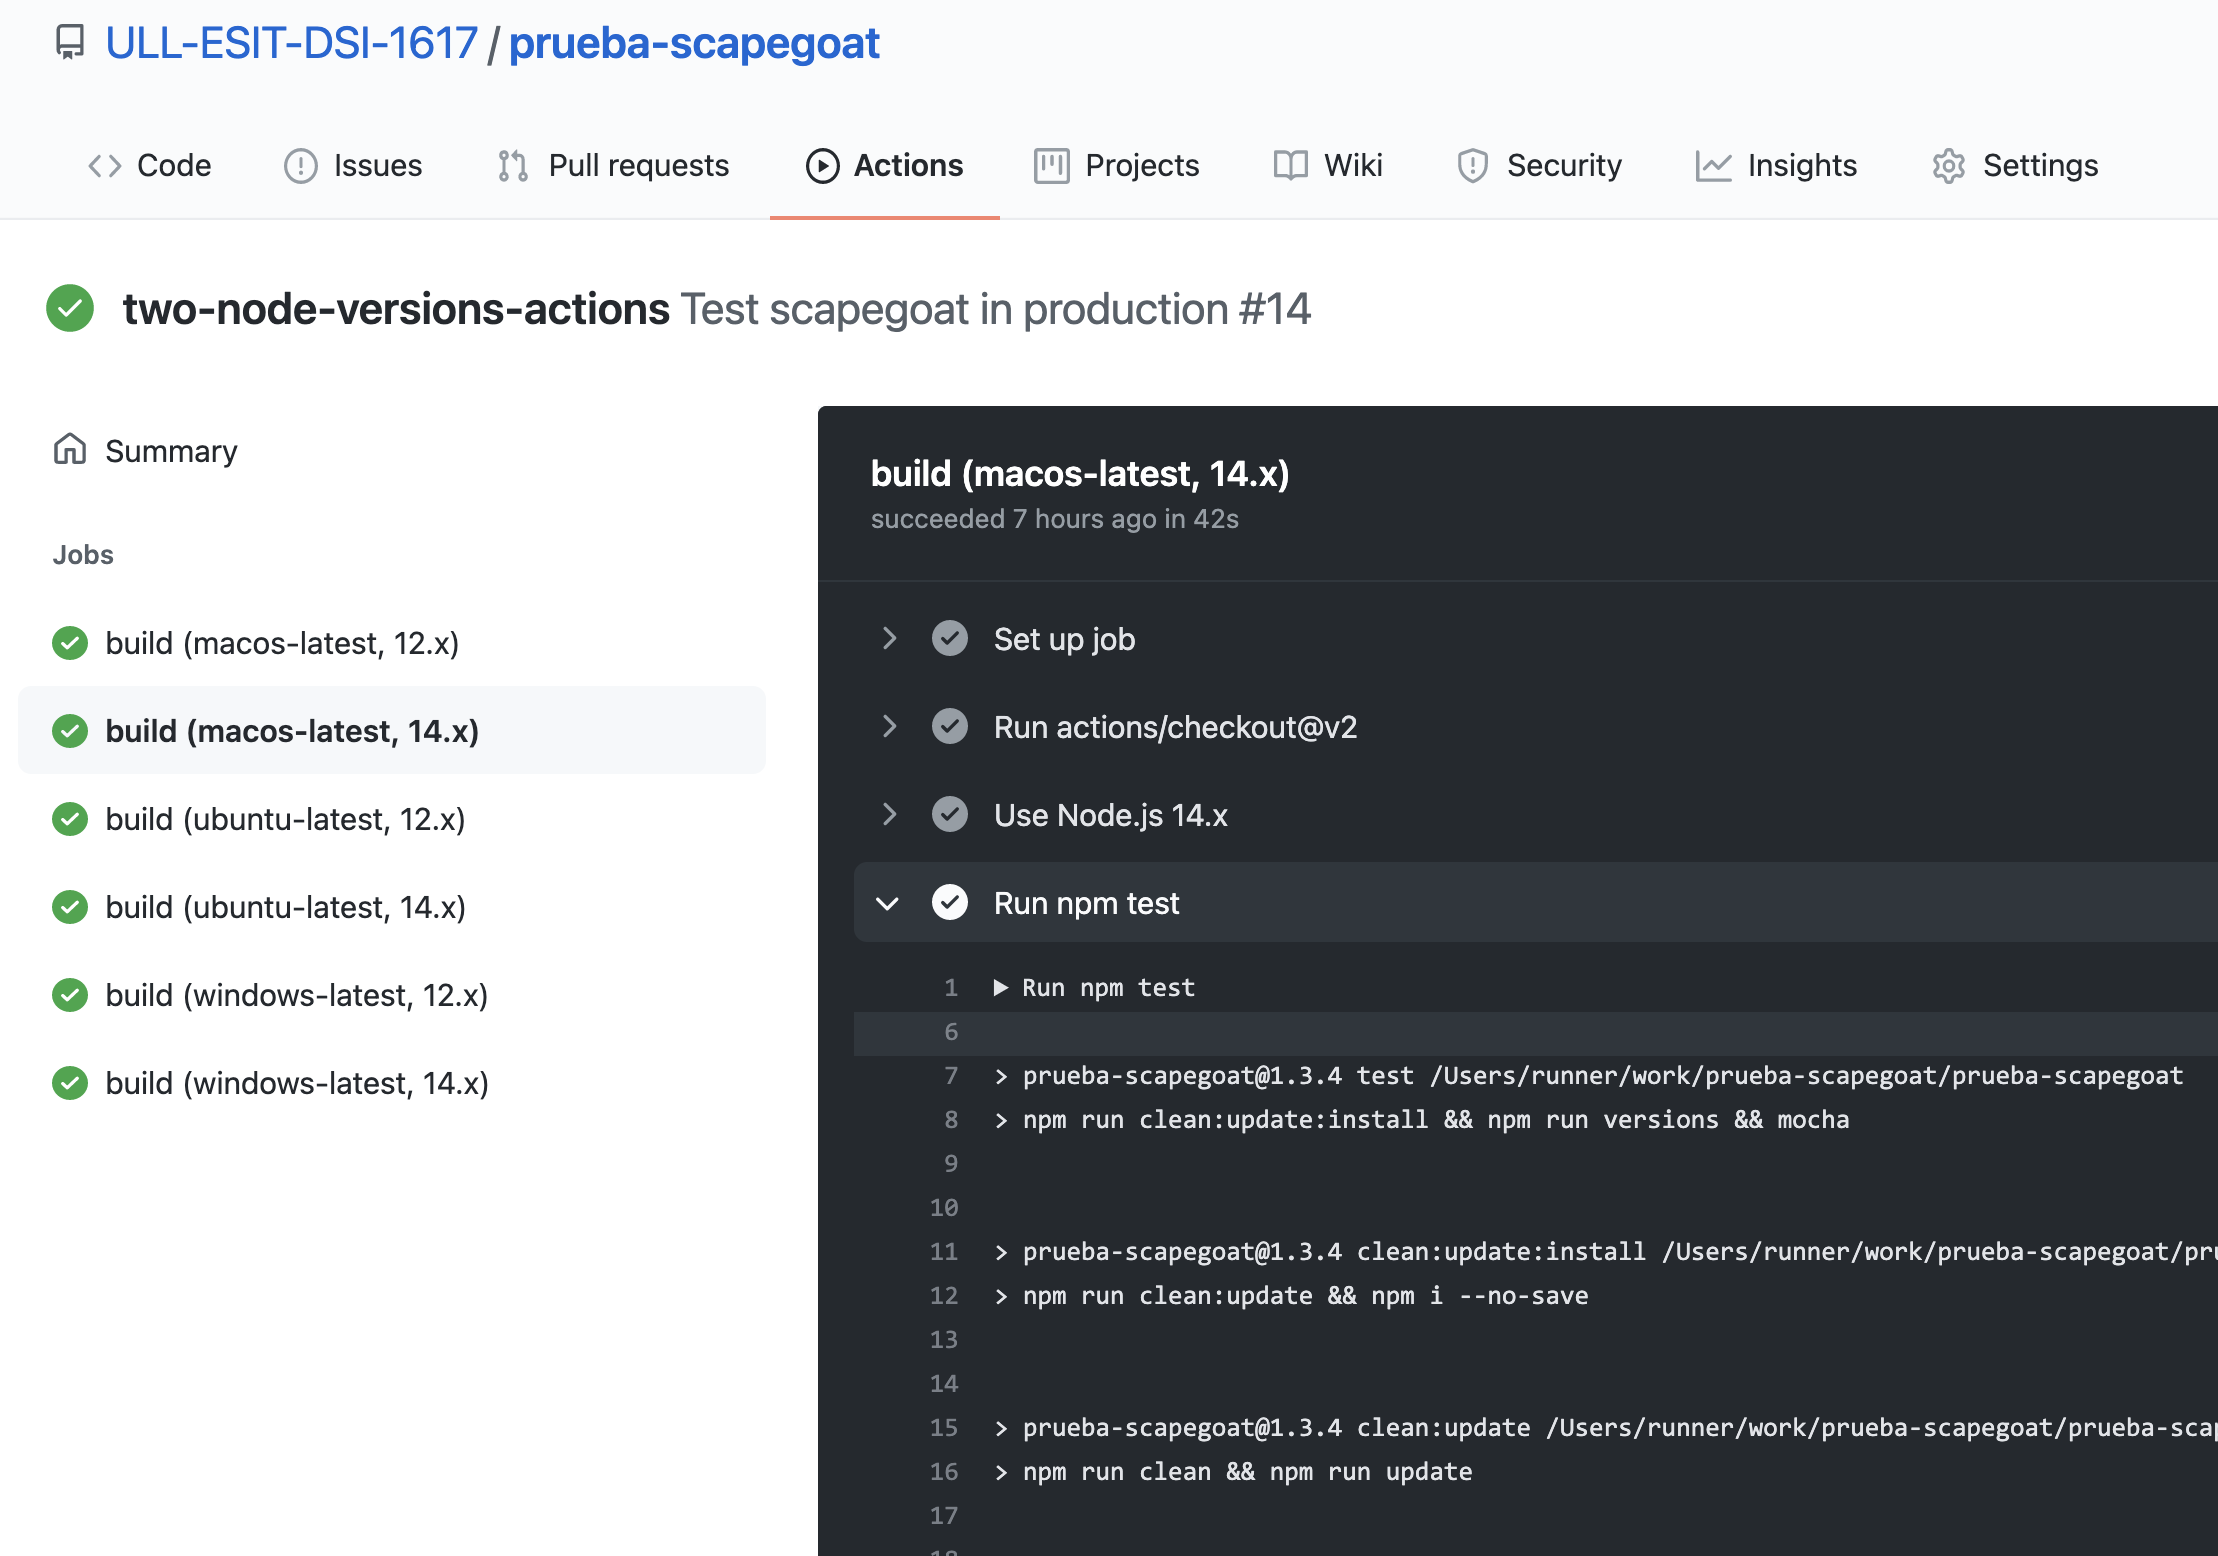 ULL-ESIT-DSI-1617 / prueba-scapegoat
Code Issues Pull requests Actions Projects Wiki Security Insights Settings
two-node-versions-actions Test scapegoat in production #14
Summary
Jobs
build (macos-latest, 12.x)
build (macos-latest, 14.x)
build (ubuntu-latest, 12.x)
build (ubuntu-latest, 14.x)
build (windows-latest, 12.x)
build (windows-latest, 14.x)
build (macos-latest, 14.x)
succeeded 7 hours ago in 42s
Set up job
Run actions/checkout@v2
Use Node.js 14.x
Run npm test
1 ▶ Run npm test
6
7 > prueba-scapegoat@1.3.4 test /Users/runner/work/prueba-scapegoat/prueba-scapegoat
8 > npm run clean:update:install && npm run versions && mocha
9
10
11 > prueba-scapegoat@1.3.4 clean:update:install /Users/runner/work/prueba-scapegoat/pru
12 > npm run clean:update && npm i --no-save
13
14
15 > prueba-scapegoat@1.3.4 clean:update /Users/runner/work/prueba-scapegoat/prueba-scap
16 > npm run clean && npm run update
17